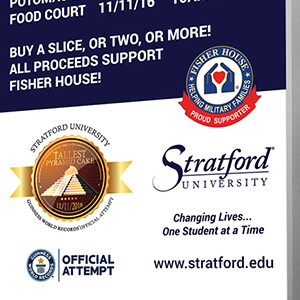 FOOD COURT 11/11/16
BUY A SLICE, OR TWO, OR MORE!
ALL PROCEEDS SUPPORT
FISHER HOUSE!
FISHER HOUSE
HELPING MILITARY FAMILIES
PROUD SUPPORTER
STRATFORD UNIVERSITY
TALLEST
PYRAMID CAKE
11/11/2016
GUINNESS WORLD RECORDS OFFICIAL ATTEMPT
Stratford
UNIVERSITY
Changing Lives...
One Student at a Time
OFFICIAL
ATTEMPT
www.stratford.edu